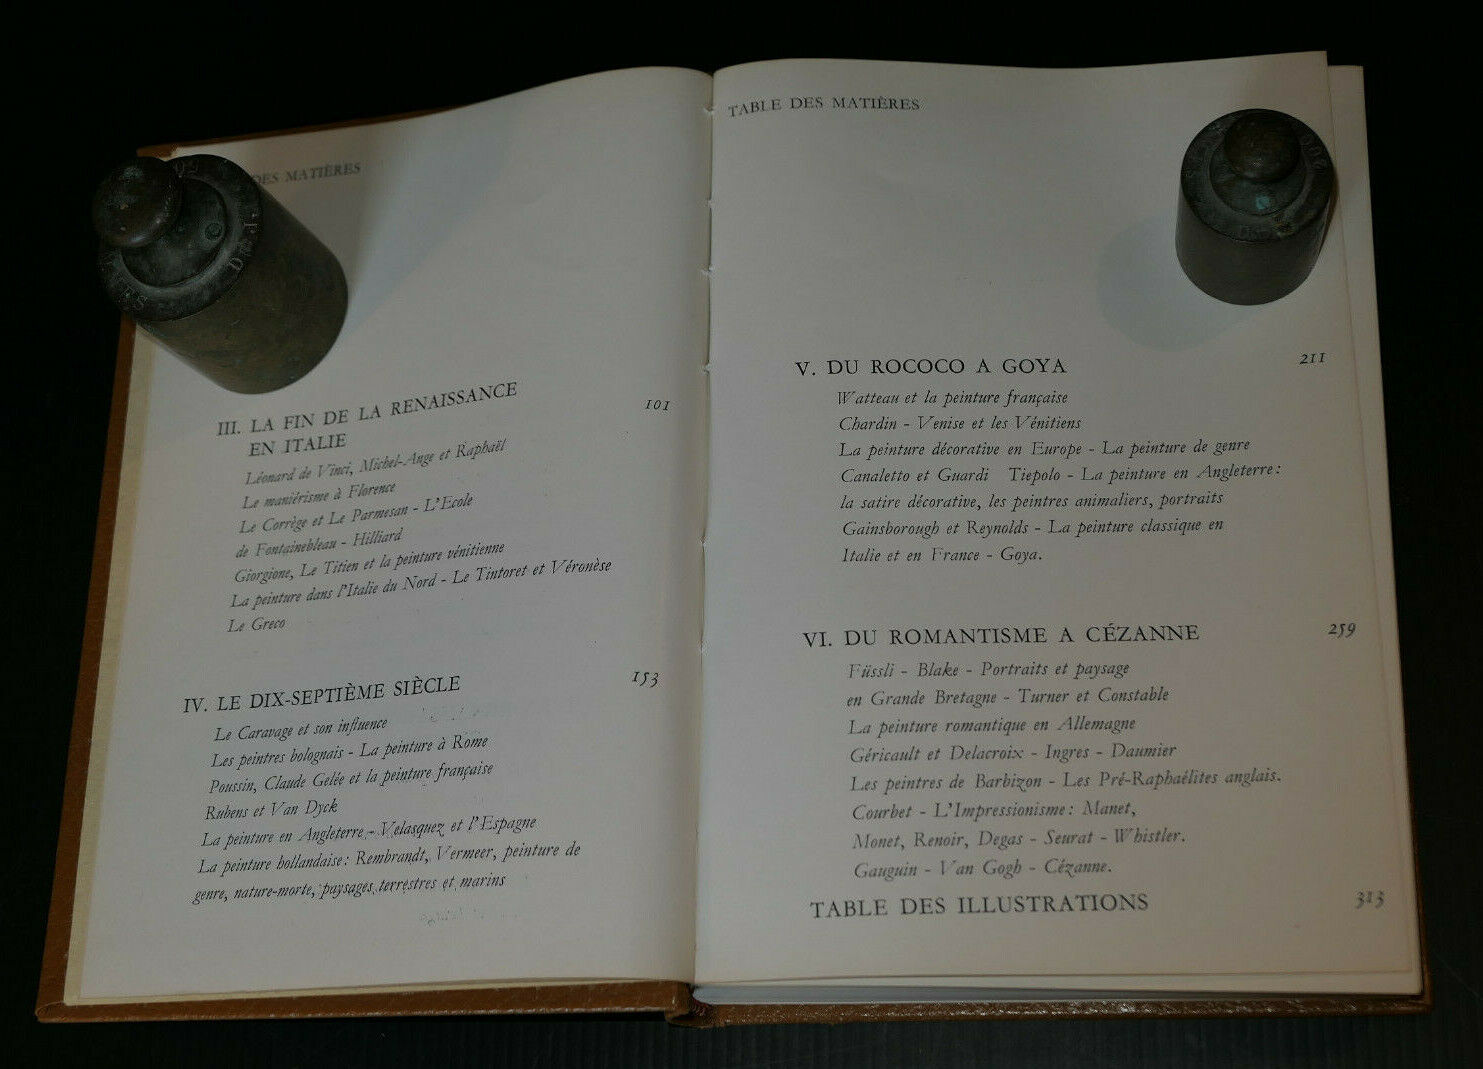 DES MATIÈRES
III. LA FIN DE LA RENAISSANCE
EN ITALIE
101
Léonard de Vinci, Michel-Ange et Raphaël
Le maniérisme à Florence
Le Corrège et Le Parmesan - L'Ecole
de Fontainebleau - Hilliard
Giorgione, Le Titien et la peinture vénitienne
La peinture dans l'Italie du Nord - Le Tintoret et Véronèse
Le Greco
IV. LE DIX-SEPTIÈME SIÈCLE 153
Le Caravage et son influence
Les peintres bolognais - La peinture à Rome
Poussin, Claude Gelée et la peinture française
Rubens et Van Dyck
La peinture en Angleterre - Velasquez et l'Espagne
La peinture hollandaise: Rembrandt, Vermeer, peinture de
genre, nature-morte, paysages terrestres et marins
TABLE DES MATIÈRES
V. DU ROCOCO A GOYA 211
Watteau et la peinture française
Chardin - Venise et les Vénitiens
La peinture décorative en Europe - La peinture de genre
Canaletto et Guardi Tiepolo - La peinture en Angleterre:
la satire décorative, les peintres animaliers, portraits
Gainsborough et Reynolds - La peinture classique en
Italie et en France - Goya.
VI. DU ROMANTISME A CÉZANNE 259
Füssli - Blake - Portraits et paysage
en Grande Bretagne - Turner et Constable
La peinture romantique en Allemagne
Géricault et Delacroix - Ingres - Daumier
Les peintres de Barbizon - Les Pré-Raphaélites anglais.
Courbet - L'Impressionisme: Manet,
Monet, Renoir, Degas - Seurat - Whistler.
Gauguin - Van Gogh - Cézanne.
TABLE DES ILLUSTRATIONS 313